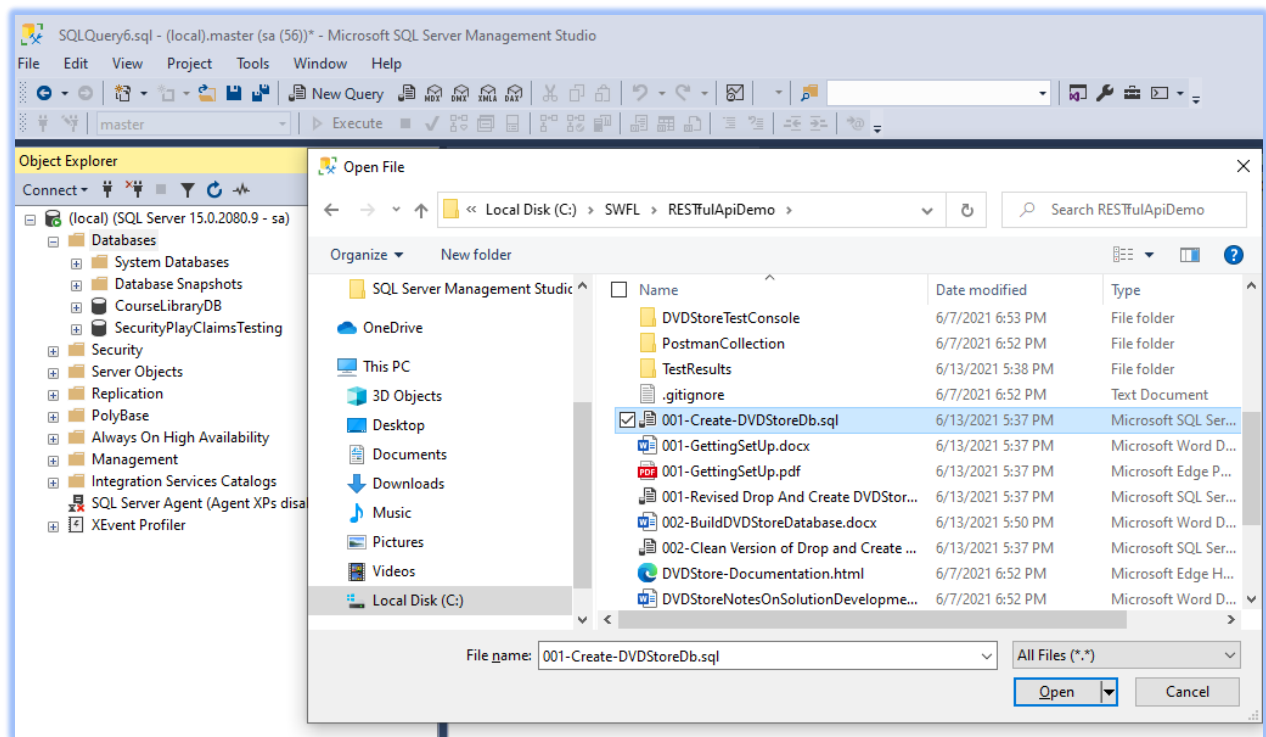 SQLQuery6.sql - (local).master (sa (56))* - Microsoft SQL Server Management Studio
File Edit View Project Tools Window Help
New Query MDX DMX XMLA DAX
master Execute
Object Explorer
Connect
(local) (SQL Server 15.0.2080.9 - sa)
Databases
System Databases
Database Snapshots
CourseLibraryDB
SecurityPlayClaimsTesting
Security
Server Objects
Replication
PolyBase
Always On High Availability
Management
Integration Services Catalogs
SQL Server Agent (Agent XPs disa
XEvent Profiler
Open File
« Local Disk (C:) > SWFL > RESTfulApiDemo >
Search RESTfulApiDemo
Organize New folder
SQL Server Management Studic
OneDrive
This PC
3D Objects
Desktop
Documents
Downloads
Music
Pictures
Videos
Local Disk (C:)
Name Date modified Type
DVDStoreTestConsole 6/7/2021 6:53 PM File folder
PostmanCollection 6/7/2021 6:52 PM File folder
TestResults 6/13/2021 5:38 PM File folder
.gitignore 6/7/2021 6:52 PM Text Document
001-Create-DVDStoreDb.sql 6/13/2021 5:37 PM Microsoft SQL Ser...
001-GettingSetUp.docx 6/13/2021 5:37 PM Microsoft Word D...
PDF 001-GettingSetUp.pdf 6/13/2021 5:37 PM Microsoft Edge P...
001-Revised Drop And Create DVDStor... 6/13/2021 5:37 PM Microsoft SQL Ser...
002-BuildDVDStoreDatabase.docx 6/13/2021 5:50 PM Microsoft Word D...
002-Clean Version of Drop and Create ... 6/13/2021 5:37 PM Microsoft SQL Ser...
DVDStore-Documentation.html 6/7/2021 6:52 PM Microsoft Edge H...
DVDStoreNotesOnSolutionDevelopme... 6/7/2021 6:52 PM Microsoft Word D...
File name: 001-Create-DVDStoreDb.sql All Files (*.*)
Open Cancel